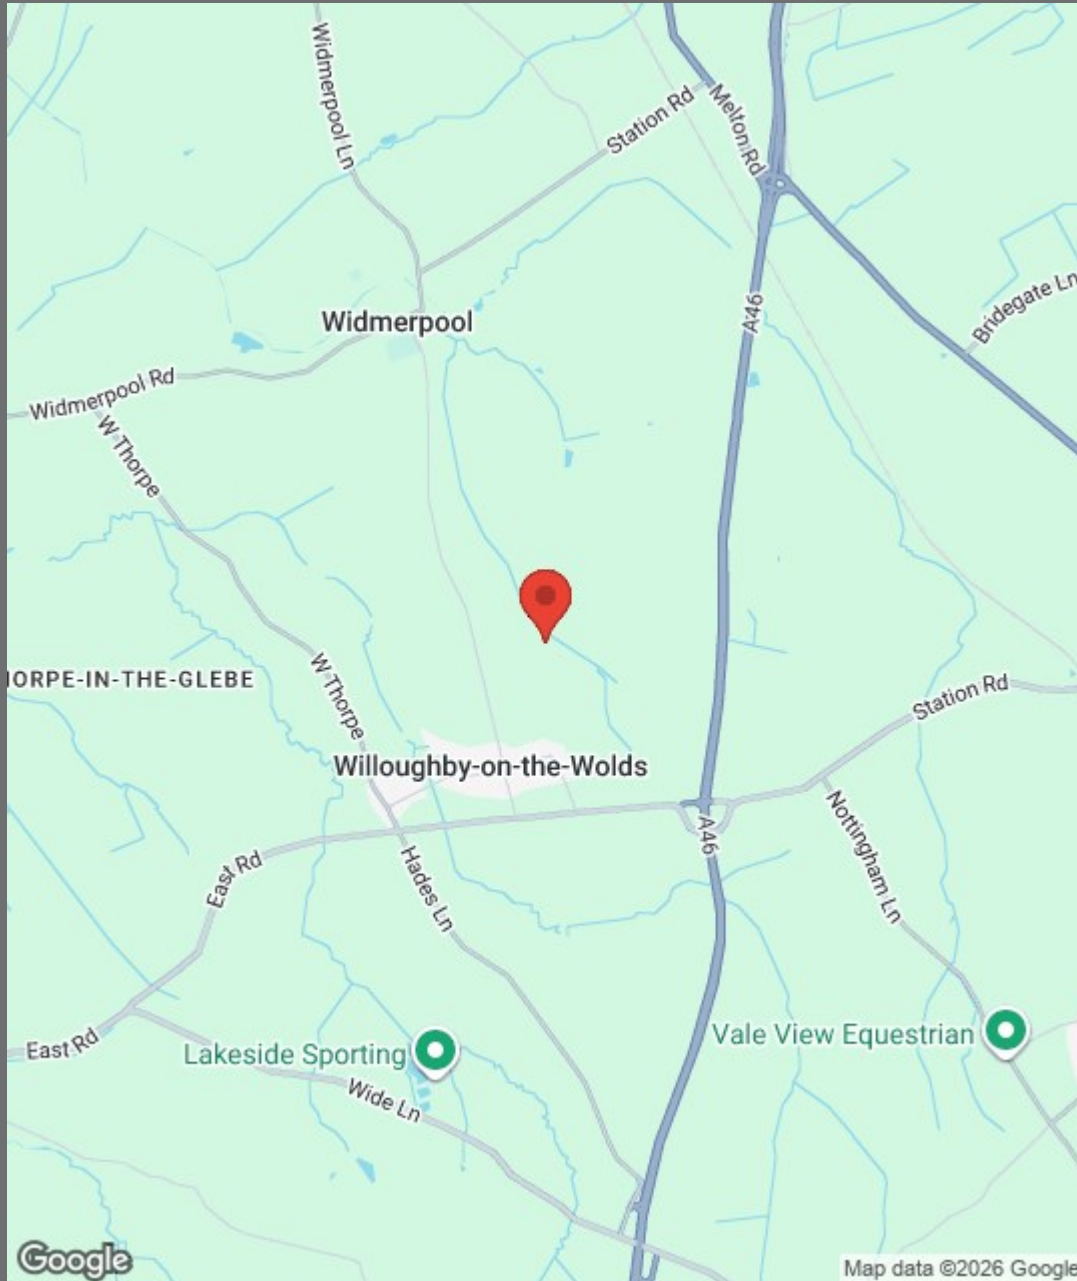 Widmerpool Ln
Station Rd
Melton Rd
A46
Bridegate Ln
Widmerpool
Widmerpool Rd
W Thorpe
HORPE-IN-THE-GLEBE
W Thorpe
Station Rd
Willoughby-on-the-Wolds
A46
Nottingham Ln
East Rd
Hades Ln
East Rd
Lakeside Sporting
Vale View Equestrian
Wide Ln
Google
Map data ©2026 Google